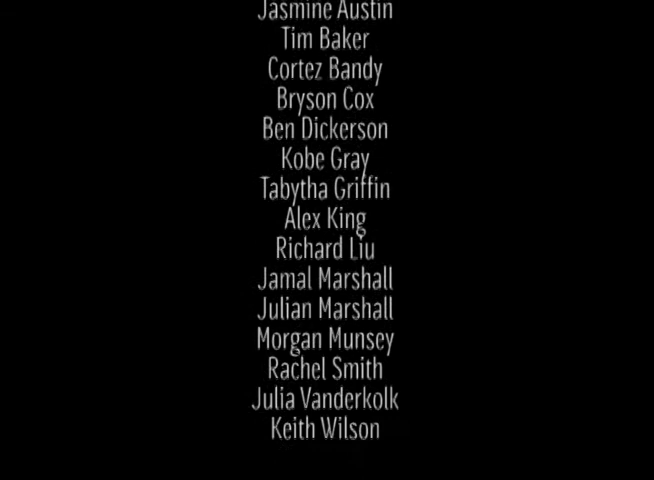 Jasmine Austin
Tim Baker
Cortez Bandy
Bryson Cox
Ben Dickerson
Kobe Gray
Tabytha Griffin
Alex King
Richard Liu
Jamal Marshall
Julian Marshall
Morgan Munsey
Rachel Smith
Julia Vanderkolk
Keith Wilson